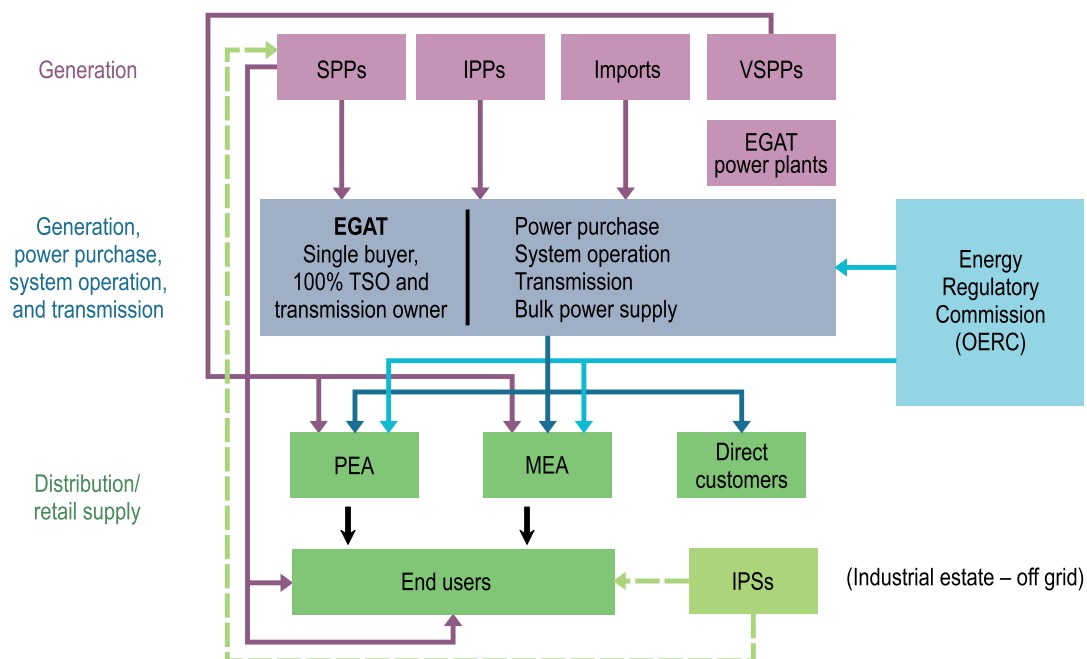 Generation
SPPs
IPPs
Imports
VSPPs
EGAT
power plants
Generation,
power purchase,
system operation,
and transmission
EGAT
Single buyer,
100% TSO and
transmission owner
Power purchase
System operation
Transmission
Bulk power supply
Energy
Regulatory
Commission
(OERC)
Distribution/
retail supply
PEA
MEA
Direct
customers
End users
IPSs
(Industrial estate – off grid)